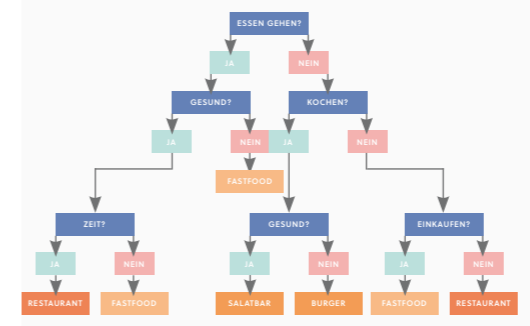 ESSEN GEHEN?
JA
NEIN
GESUND?
KOCHEN?
JA
NEIN
JA
NEIN
FASTFOOD
ZEIT?
GESUND?
EINKAUFEN?
JA
NEIN
JA
NEIN
JA
NEIN
RESTAURANT
FASTFOOD
SALATBAR
BURGER
FASTFOOD
RESTAURANT